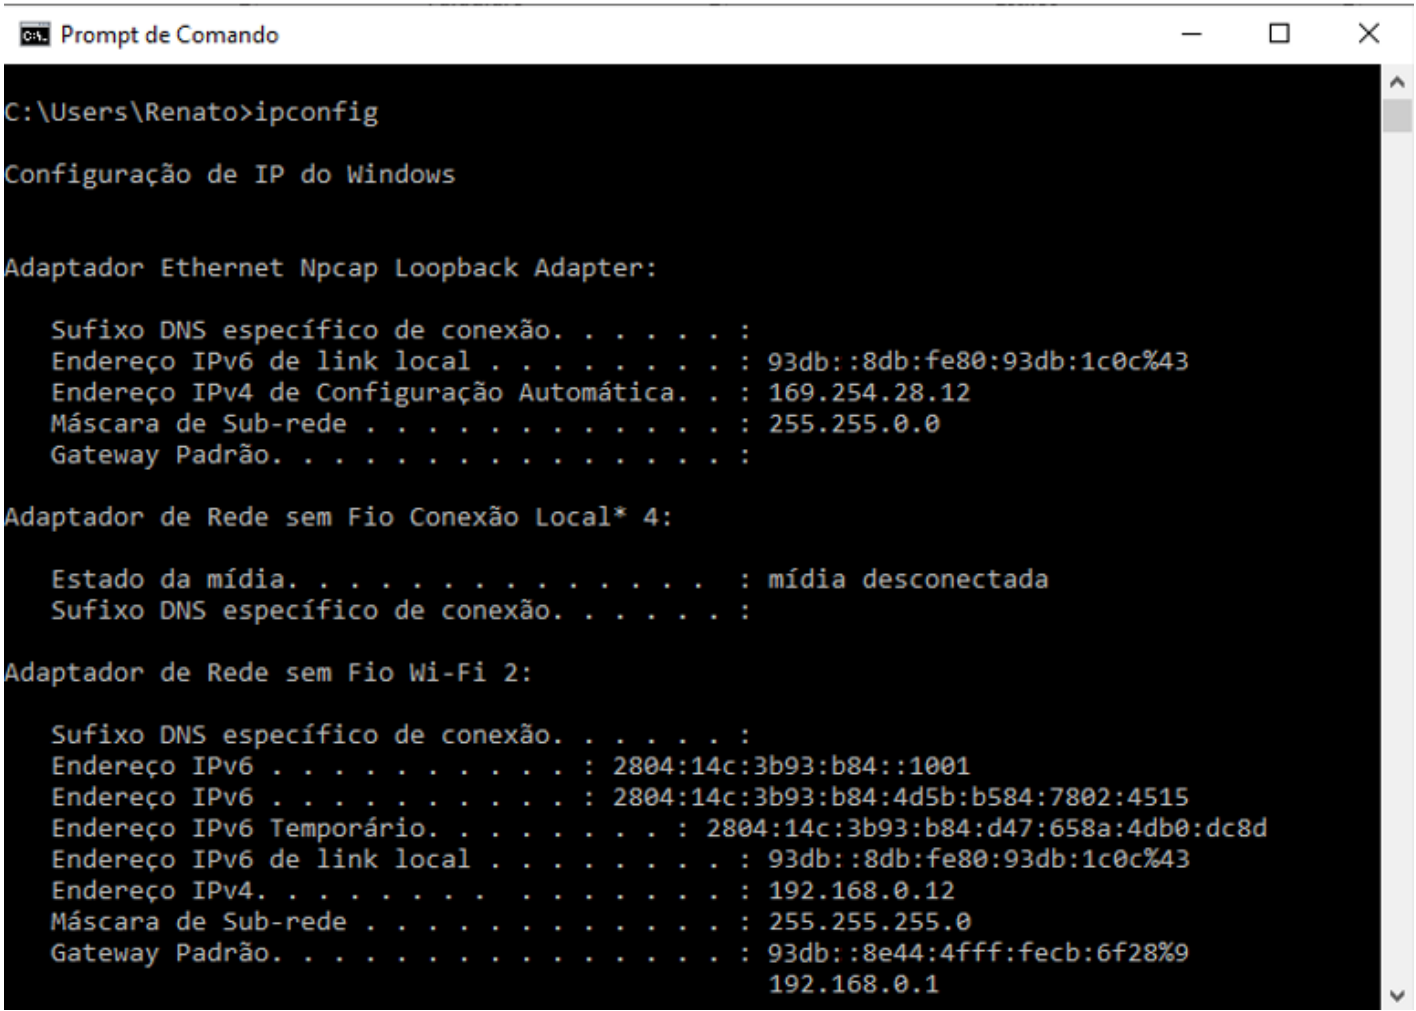 Prompt de Comando
C:\Users\Renato>ipconfig
Configuração de IP do Windows
Adaptador Ethernet Npcap Loopback Adapter:
Sufixo DNS específico de conexão. . . . . . :
Endereço IPv6 de link local . . . . . . . . : 93db::8db:fe80:93db:1c0c%43
Endereço IPv4 de Configuração Automática. . : 169.254.28.12
Máscara de Sub-rede . . . . . . . . . . . . : 255.255.0.0
Gateway Padrão. . . . . . . . . . . . . . . :
Adaptador de Rede sem Fio Conexão Local* 4:
Estado da mídia. . . . . . . . . . . . . . : mídia desconectada
Sufixo DNS específico de conexão. . . . . . :
Adaptador de Rede sem Fio Wi-Fi 2:
Sufixo DNS específico de conexão. . . . . . :
Endereço IPv6 . . . . . . . . . . : 2804:14c:3b93:b84::1001
Endereço IPv6 . . . . . . . . . . : 2804:14c:3b93:b84:4d5b:b584:7802:4515
Endereço IPv6 Temporário. . . . . . . . : 2804:14c:3b93:b84:d47:658a:4db0:dc8d
Endereço IPv6 de link local . . . . . . . . : 93db::8db:fe80:93db:1c0c%43
Endereço IPv4. . . . . . . . . . . . . . . : 192.168.0.12
Máscara de Sub-rede . . . . . . . . . . . . : 255.255.255.0
Gateway Padrão. . . . . . . . . . . . . . . : 93db::8e44:4fff:fecb:6f28%9
192.168.0.1